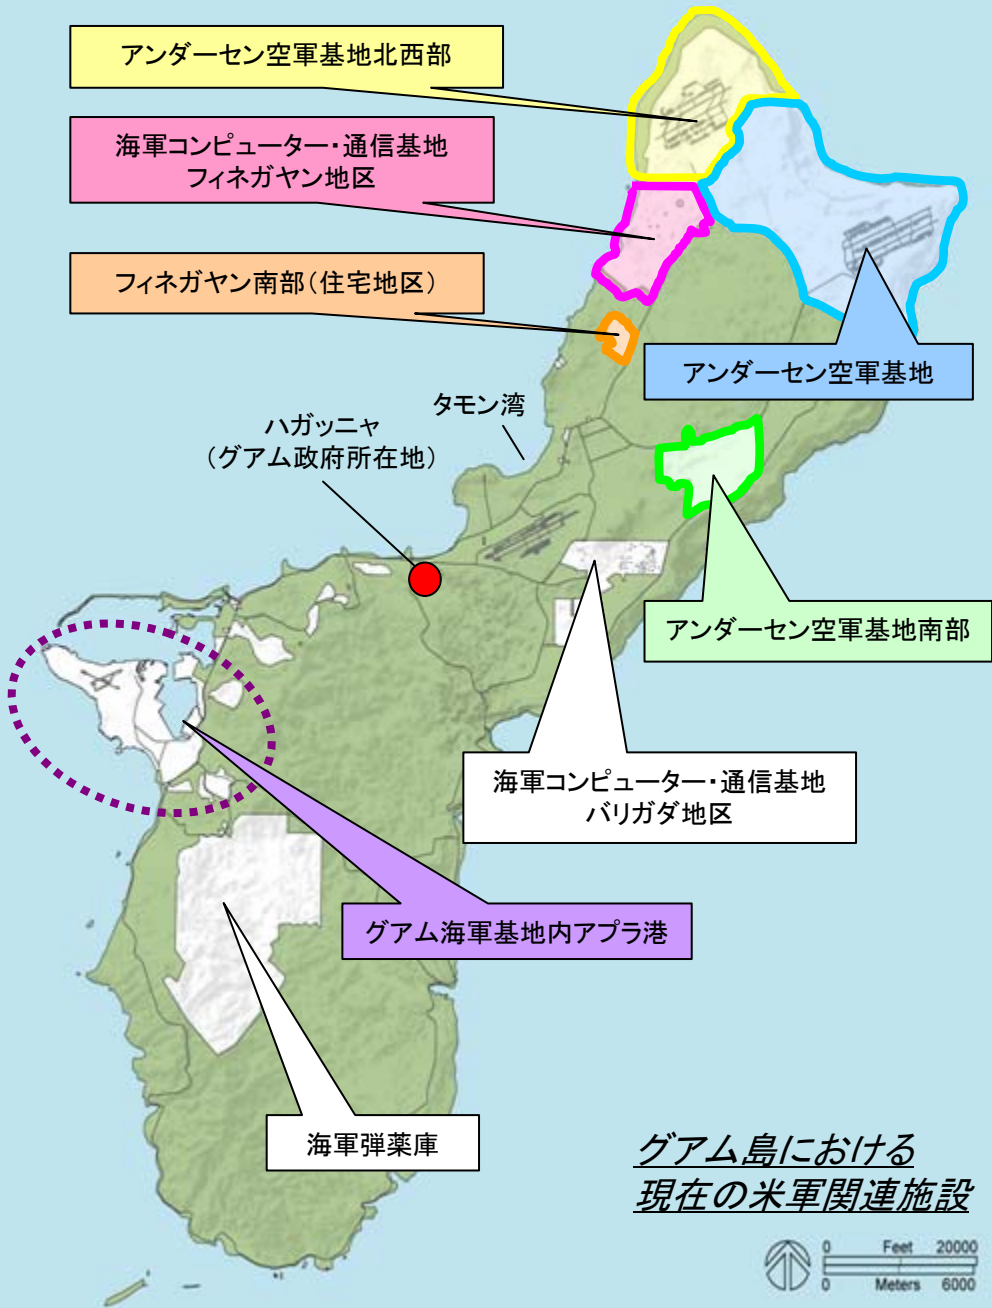 アンダーセン空軍基地北西部
海軍コンピューター・通信基地
フィネガヤン地区
フィネガヤン南部(住宅地区)
アンダーセン空軍基地
タモン湾
ハガッニャ
(グアム政府所在地)
アンダーセン空軍基地南部
海軍コンピューター・通信基地
バリガダ地区
グアム海軍基地内アプラ港
海軍弾薬庫
グアム島における
現在の米軍関連施設
0 Feet 20000
0 Meters 6000